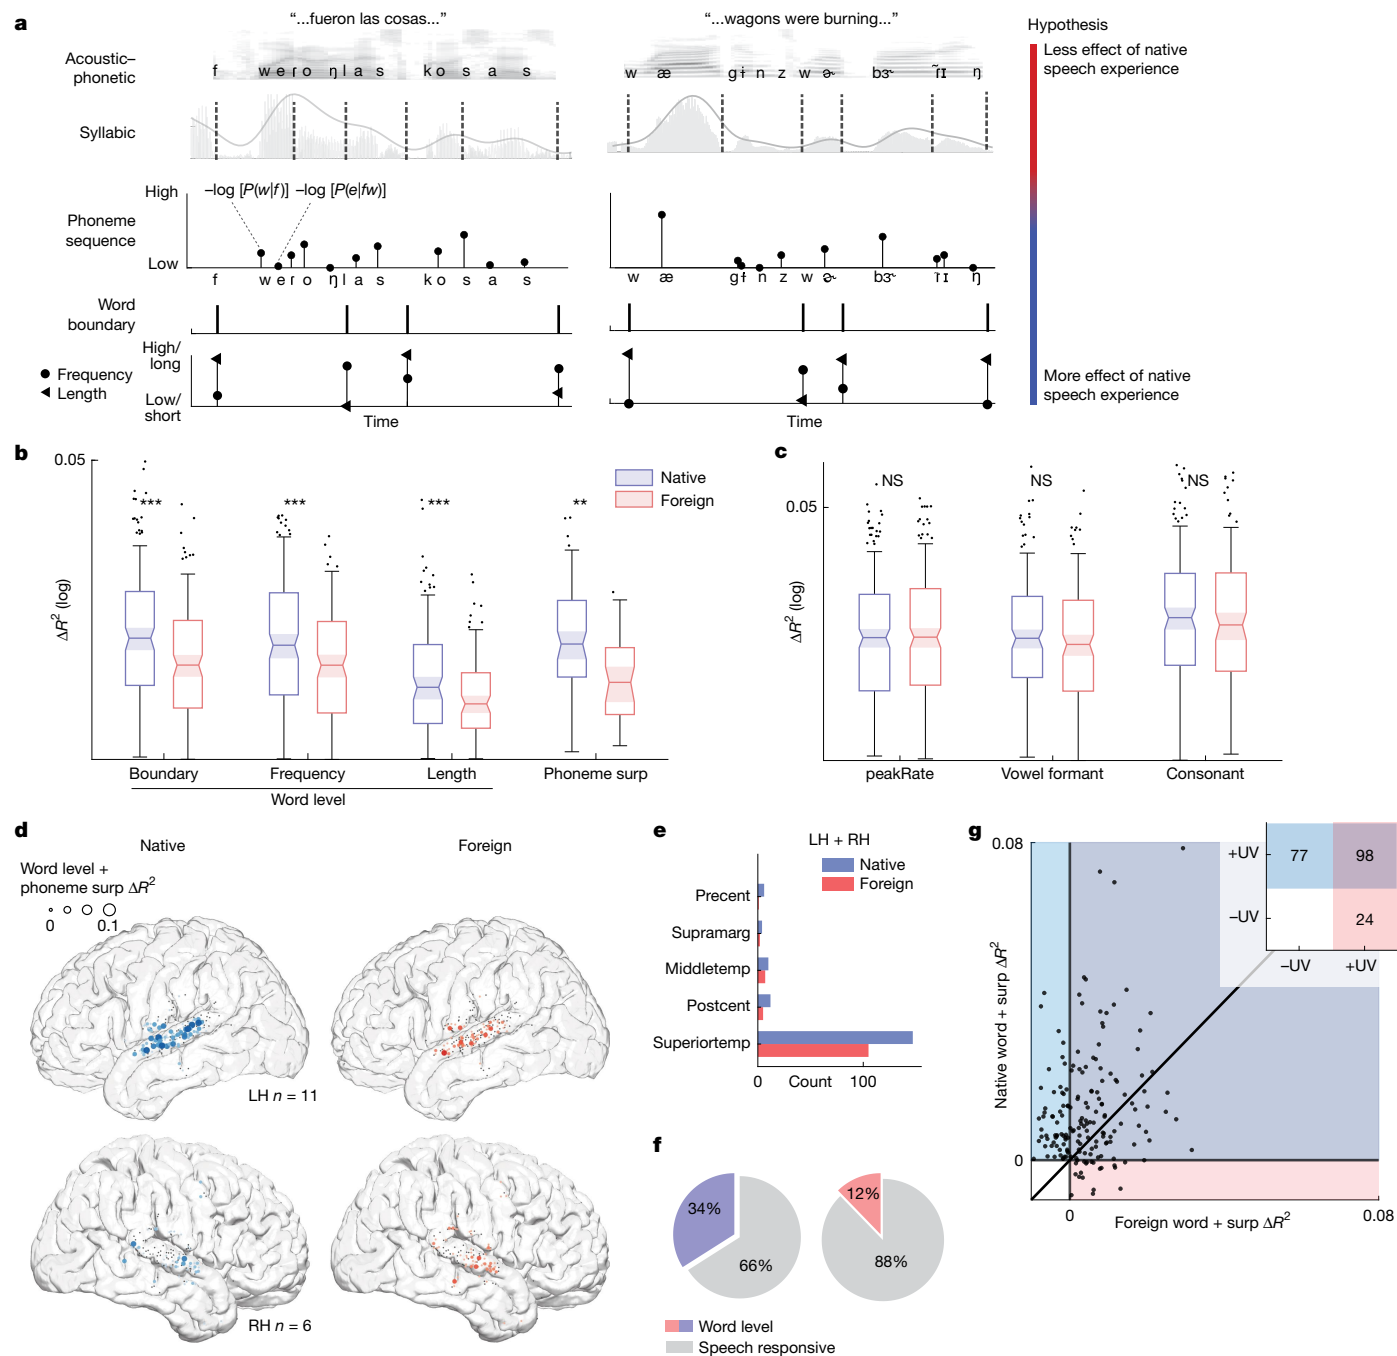 a
“...fueron las cosas...”
“...wagons were burning...”
Hypothesis
Acoustic–
phonetic
f w e ɾ o ŋ l a s k o s a s
w æ g ɨ n z w ɚ b ɝ ɾ̃ ɪ ŋ
Less effect of native
speech experience
Syllabic
High
–log [P(w|f)] –log [P(e|fw)]
Phoneme
sequence
Low
f w e r o ŋ l a s k o s a s
w æ g ɨ n z w ɚ b ɝ ɾ ɪ ŋ
Word
boundary
High/
long
Frequency
Length
Low/
short
Time
Time
More effect of native
speech experience
b
ΔR² (log)
0.05
*** *** *** **
Native
Foreign
Boundary Frequency Length Phoneme surp
Word level
c
ΔR² (log)
0.05
NS NS NS
peakRate Vowel formant Consonant
d
Native Foreign
Word level +
phoneme surp ΔR²
0 0.1
LH n = 11
RH n = 6
e
LH + RH
Native
Foreign
Precent
Supramarg
Middletemp
Postcent
Superiortemp
0 Count 100
f
34%
66%
12%
88%
Word level
Speech responsive
g
0.08
Native word + surp ΔR²
0
0 0.08
Foreign word + surp ΔR²
+UV 77 98
–UV 24
–UV +UV